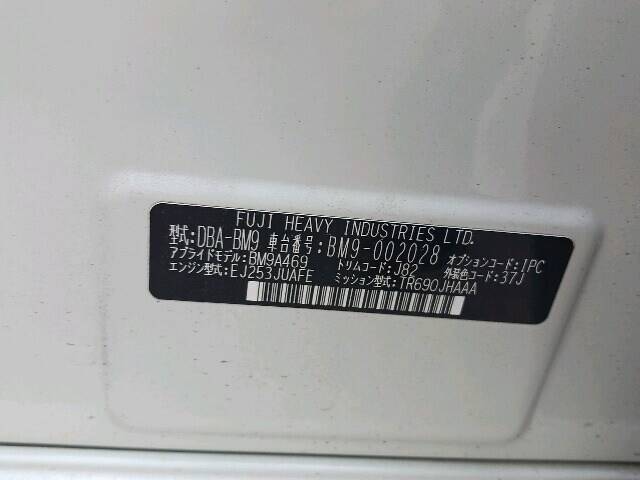 FUJI HEAVY INDUSTRIES LTD.
型式:DBA-BM9 車台番号:BM9-002028 オプションコード:IPC
アプライドモデル:BM9A469 トリムコード:J82 外装色コード:37J
エンジン型式:EJ253JUAFE ミッション型式:TR690JHAAA